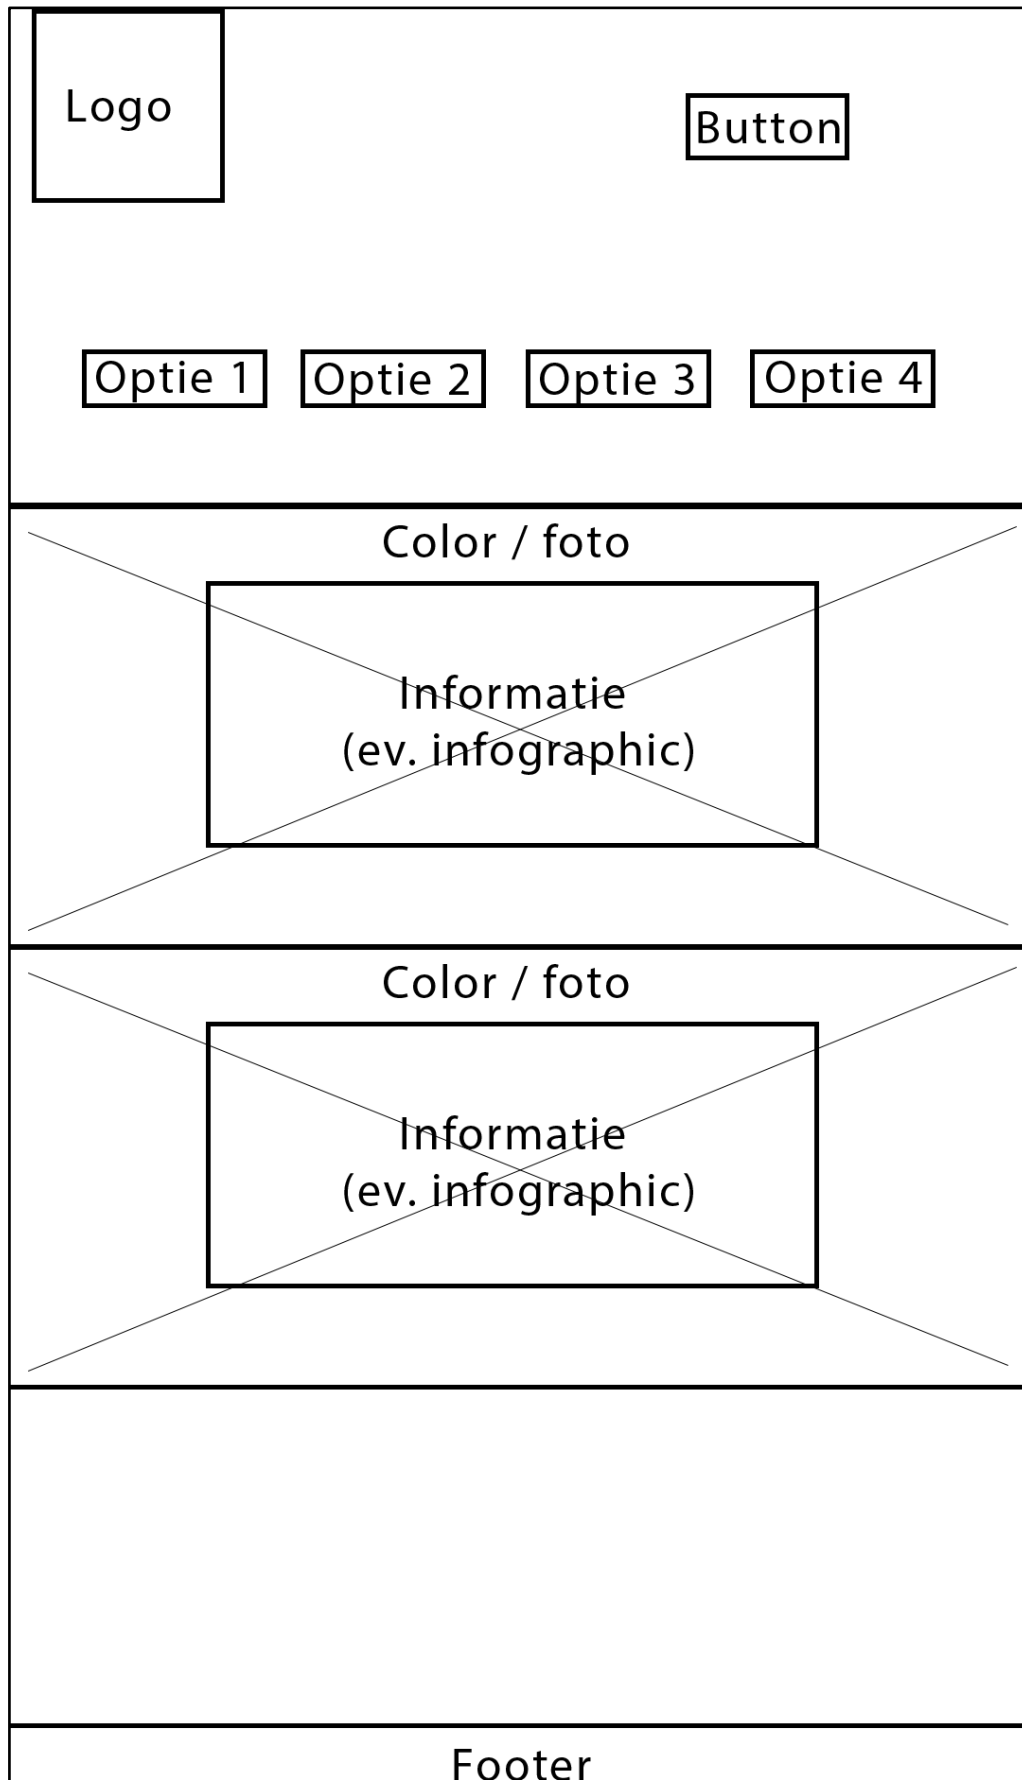 Logo
Button
Optie 1
Optie 2
Optie 3
Optie 4
Color / foto
Informatie
(ev. infographic)
Color / foto
Informatie
(ev. infographic)
Footer